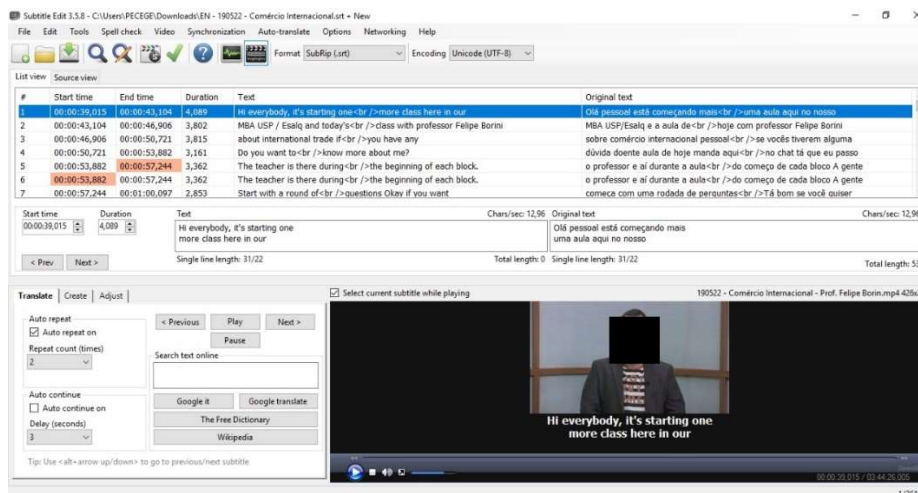 Subtitle Edit 3.5.8 - C:\Users\PECEGE\Downloads\EN - 190522 - Comércio Internacional.srt + New
File Edit Tools Spell check Video Synchronization Auto-translate Options Networking Help
Format SubRip (.srt) Encoding Unicode (UTF-8)
List view Source view
# Start time End time Duration Text Original text
1 00:00:39,015 00:00:43,104 4,089 Hi everybody, it's starting one<br />more class here in our Olá pessoal está começando mais<br />uma aula aqui no nosso
2 00:00:43,104 00:00:46,906 3,802 MBA USP / Esalq and today's<br />class with professor Felipe Borini MBA USP/Esalq e a aula de<br />hoje com professor Felipe Borini
3 00:00:46,906 00:00:50,721 3,815 about international trade if<br />you have any sobre comércio internacional pessoal<br />se vocês tiverem alguma
4 00:00:50,721 00:00:53,882 3,161 Do you want to<br />know more about me? dúvida doente aula de hoje manda aqui<br />no chat tá que eu passo
5 00:00:53,882 00:00:57,244 3,362 The teacher is there during<br />the beginning of each block. o professor e aí durante a aula<br />do começo de cada bloco A gente
6 00:00:53,882 00:00:57,244 3,362 The teacher is there during<br />the beginning of each block. o professor e aí durante a aula<br />do começo de cada bloco A gente
7 00:00:57,244 00:01:00,097 2,853 Start with a round of<br />questions Okay if you want começa com uma rodada de perguntas<br />Tá bom se você quiser
Start time Duration Text Chars/sec: 12,96 Original text Chars/sec: 12,96
00:00:39,015 4,089 Hi everybody, it's starting one Olá pessoal está começando mais
more class here in our uma aula aqui no nosso
< Prev Next > Single line length: 31/22 Total length: 0 Single line length: 31/22 Total length: 53
Translate Create Adjust Select current subtitle while playing 190522 - Comércio Internacional - Prof. Felipe Borin.mp4
Auto repeat
Auto repeat on
Repeat count (times)
2
< Previous Play Next >
Pause
Search text online
Auto continue
Auto continue on
Delay (seconds)
3
Google it Google translate
The Free Dictionary
Wikipedia
Tip: Use <alt+arrow up/down> to go to previous/next subtitle
Hi everybody, it's starting one
more class here in our
00:00:39,015 / 03:44:26,005